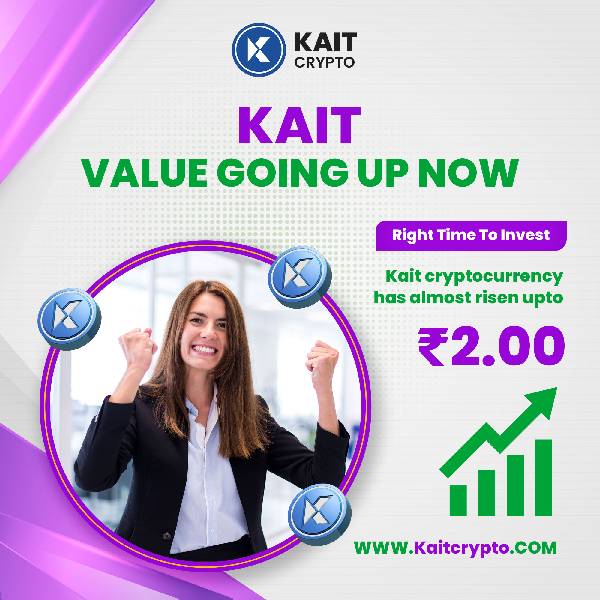 KAIT
CRYPTO
KAIT
VALUE GOING UP NOW
Right Time To Invest
Kait cryptocurrency
has almost risen upto
₹2.00
WWW.Kaitcrypto.COM